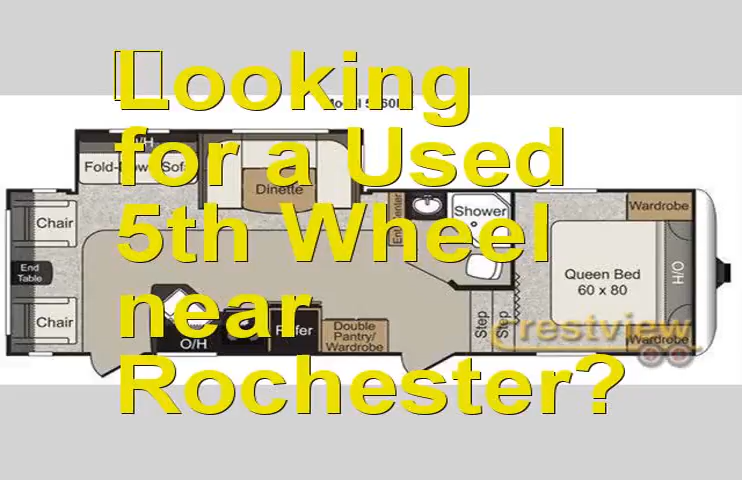 Looking
for a Used
5th Wheel
near
Rochester?
O/H
Fold-Down Sofa
Dinette
Chair
End
Table
Chair
Shower
Wardrobe
Queen Bed
60 x 80
O/H
O/H
Refer
Double
Pantry/
Wardrobe
Step
Step
Crestview
Wardrobe